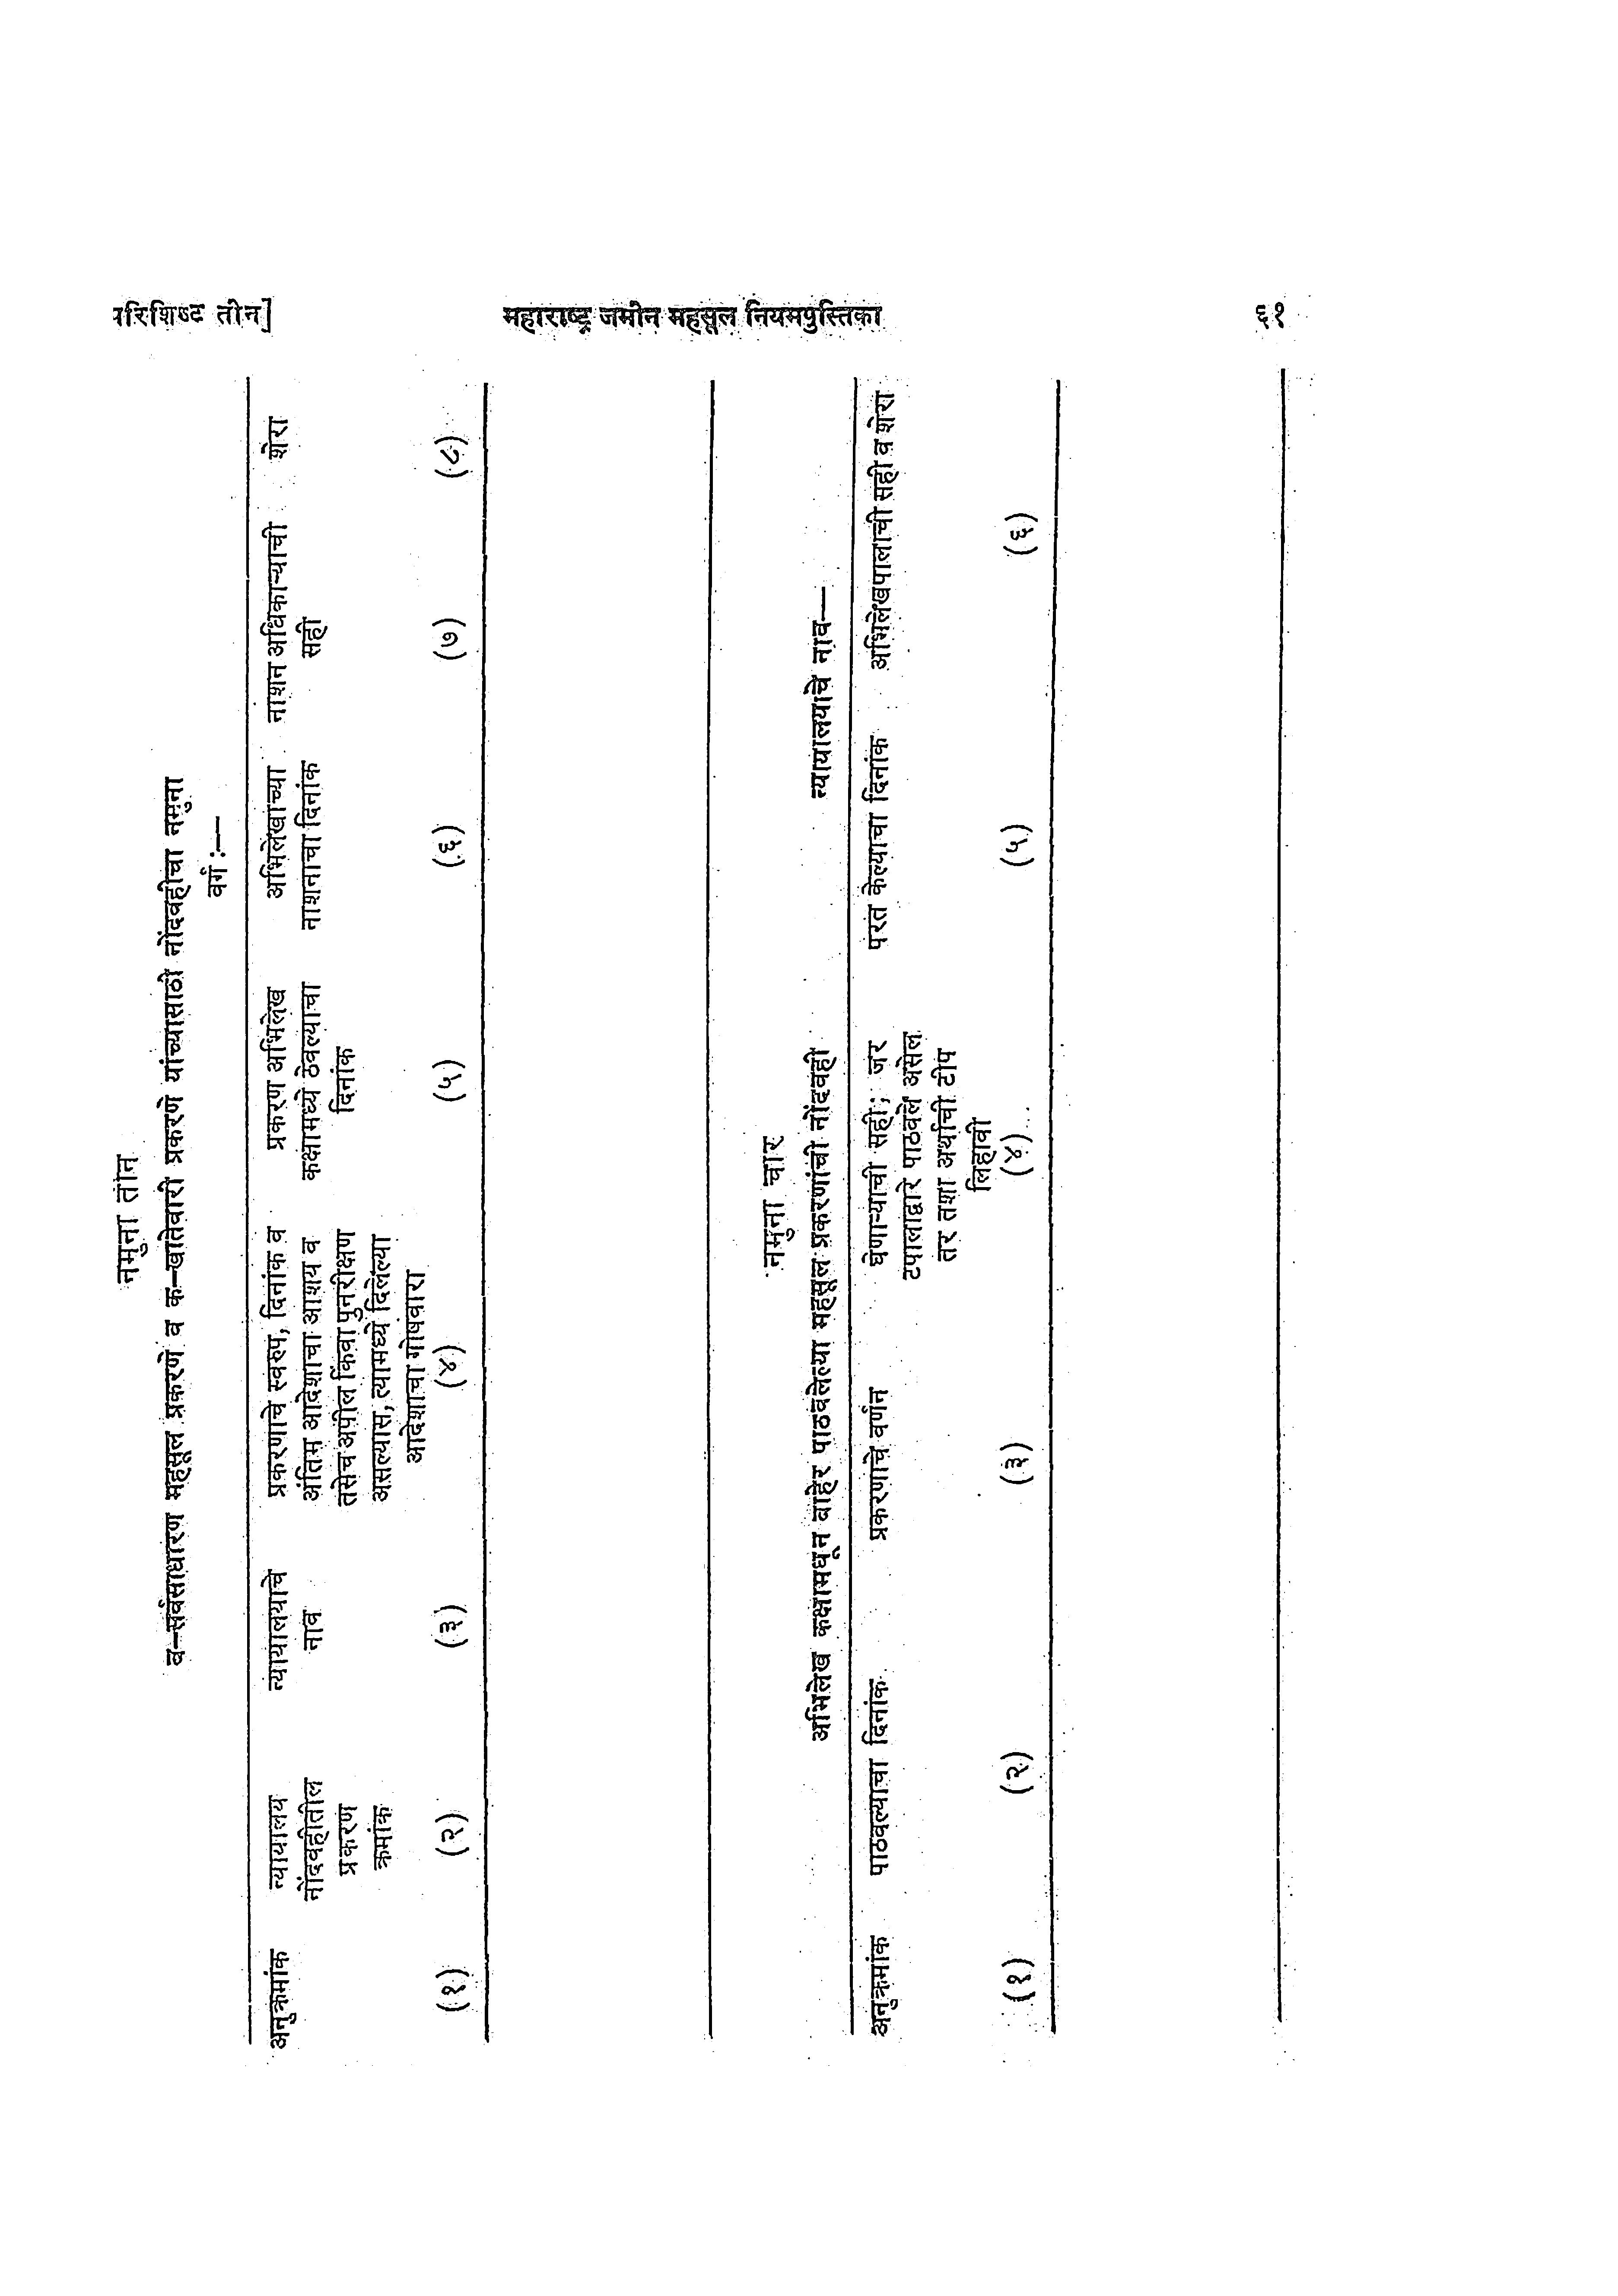 परिशिष्ट तीन]
महाराष्ट्र जमीन महसूल नियमपुस्तिका
६१
नमुना तीन
ब—सर्वसाधारण महसूल प्रकरणे व क—खातेवारी प्रकरणे यांच्यासाठी नोंदवहीचा नमुना
वर्ग :—
अनुक्रमांक
न्यायालय
नोंदवहीतील
प्रकरण
क्रमांक
न्यायालयाचे
नाव
प्रकरणाचे स्वरुप, दिनांक व
अंतिम आदेशाचा आशय व
तसेच अपील किंवा पुनरीक्षण
असल्यास, त्यामध्ये दिलेल्या
आदेशाचा गोषवारा
प्रकरण अभिलेख
कक्षामध्ये ठेवल्याचा
दिनांक
अभिलेखाच्या
नाशनाचा दिनांक
नाशन अधिकाऱ्याची
सही
शेरा
(१) (२) (३) (४) (५) (६) (७) (८)
नमुना चार
अभिलेख कक्षामधून बाहेर पाठवलेल्या महसूल प्रकरणांची नोंदवही न्यायालयाचे नाव—
अनुक्रमांक
पाठवल्याचा दिनांक
प्रकरणाचे वर्णन
घेणाऱ्याची सही; जर
टपालाद्वारे पाठवले असेल
तर तशा अर्थाची टीप
लिहावी
परत केल्याचा दिनांक
अभिलेखपालाची सही व शेरा
(१) (२) (३) (४) (५) (६)